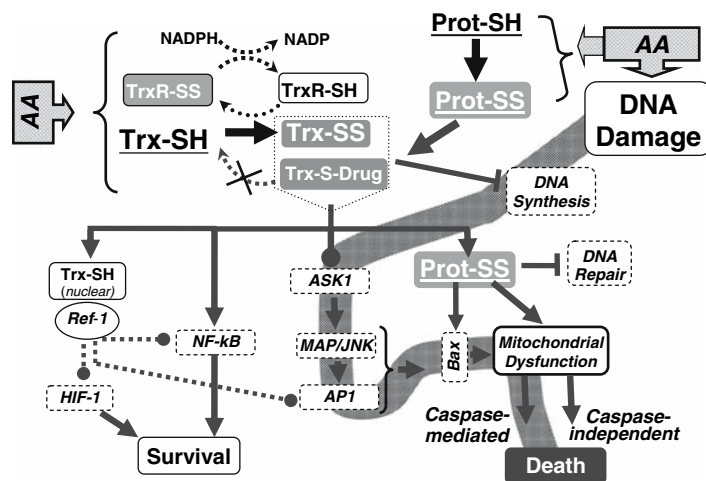 NADPH
NADP
Prot-SH
AA
AA
TrxR-SS
TrxR-SH
Prot-SS
DNA
Damage
Trx-SH
Trx-SS
Trx-S-Drug
DNA
Synthesis
Trx-SH
(nuclear)
Ref-1
ASK1
Prot-SS
DNA
Repair
NF-kB
MAP/JNK
Bax
Mitochondrial
Dysfunction
HIF-1
AP1
Caspase-
mediated
Caspase-
independent
Survival
Death